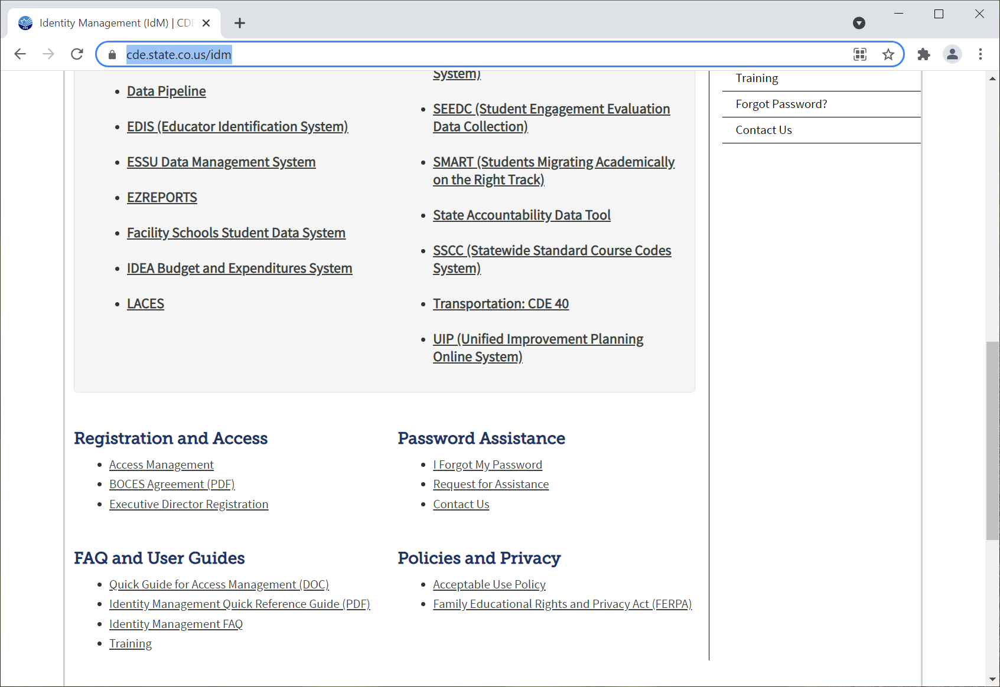 Identity Management (IdM) | CDE
cde.state.co.us/idm
Data Pipeline
EDIS (Educator Identification System)
ESSU Data Management System
EZREPORTS
Facility Schools Student Data System
IDEA Budget and Expenditures System
LACES
System)
SEEDC (Student Engagement Evaluation
Data Collection)
SMART (Students Migrating Academically
on the Right Track)
State Accountability Data Tool
SSCC (Statewide Standard Course Codes
System)
Transportation: CDE 40
UIP (Unified Improvement Planning
Online System)
Training
Forgot Password?
Contact Us
Registration and Access
Access Management
BOCES Agreement (PDF)
Executive Director Registration
Password Assistance
I Forgot My Password
Request for Assistance
Contact Us
FAQ and User Guides
Quick Guide for Access Management (DOC)
Identity Management Quick Reference Guide (PDF)
Identity Management FAQ
Training
Policies and Privacy
Acceptable Use Policy
Family Educational Rights and Privacy Act (FERPA)